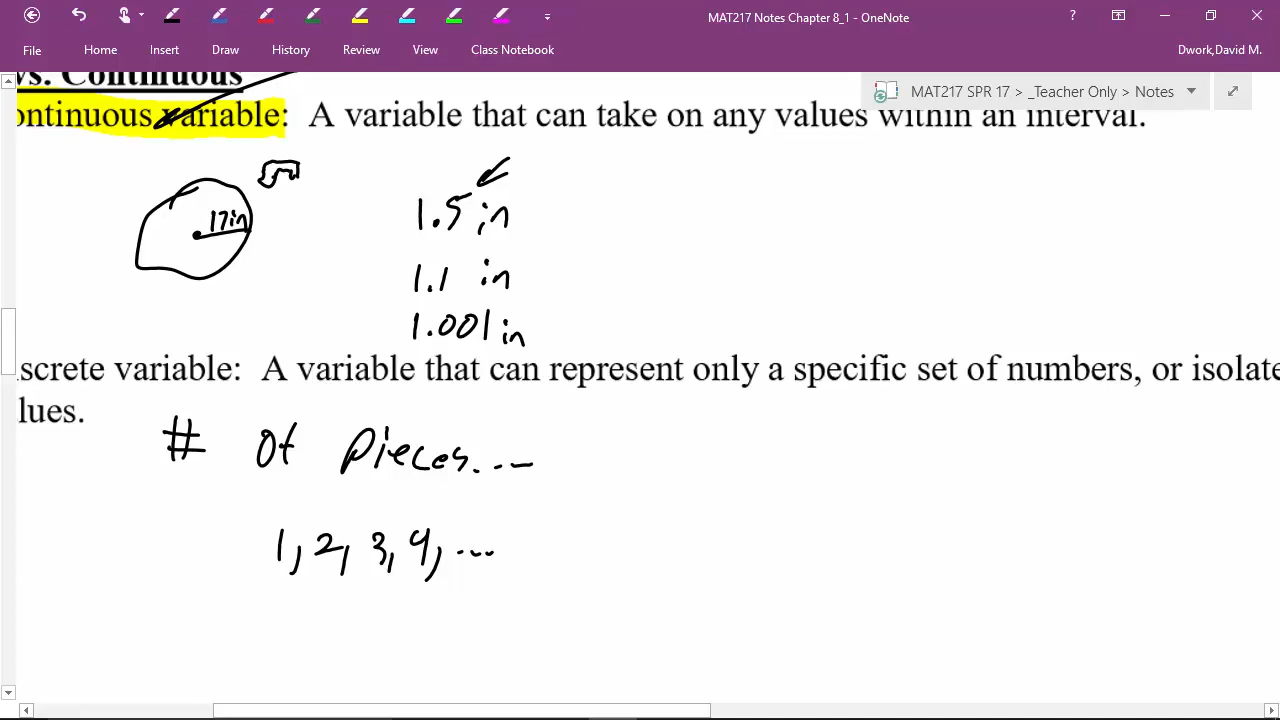 MAT217 Notes Chapter 8_1 - OneNote
?
File Home Insert Draw History Review View Class Notebook Dwork,David M.
vs. Continuous
MAT217 SPR 17 > _Teacher Only > Notes
ontinuous variable: A variable that can take on any values within an interval.
17in
1.5 in
1.1 in
1.001 in
iscrete variable: A variable that can represent only a specific set of numbers, or isolate
lues.
# Of Pieces...
1, 2, 3, 4, ...